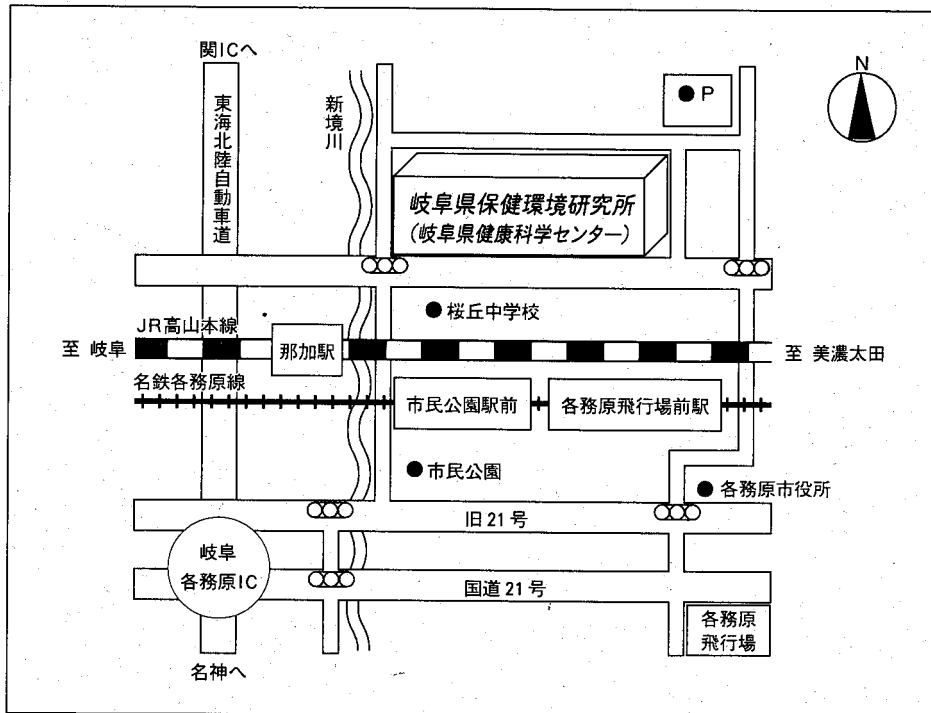 関ICへ
東海北陸自動車道
新境川
P
N
岐阜県保健環境研究所
(岐阜県健康科学センター)
桜丘中学校
JR高山本線
至 岐阜
那加駅
至 美濃太田
名鉄各務原線
市民公園駅前
各務原飛行場前駅
市民公園
各務原市役所
旧21号
岐阜
各務原IC
国道21号
各務原
飛行場
名神へ